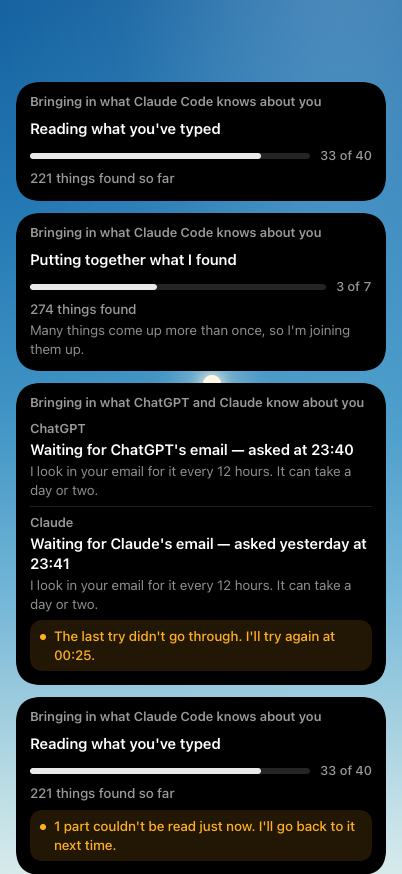 Bringing in what Claude Code knows about you
Reading what you've typed
33 of 40
221 things found so far
Bringing in what Claude Code knows about you
Putting together what I found
3 of 7
274 things found
Many things come up more than once, so I'm joining
them up.
Bringing in what ChatGPT and Claude know about you
ChatGPT
Waiting for ChatGPT's email — asked at 23:40
I look in your email for it every 12 hours. It can take a
day or two.
Claude
Waiting for Claude's email — asked yesterday at
23:41
I look in your email for it every 12 hours. It can take a
day or two.
The last try didn't go through. I'll try again at
00:25.
Bringing in what Claude Code knows about you
Reading what you've typed
33 of 40
221 things found so far
1 part couldn't be read just now. I'll go back to it
next time.